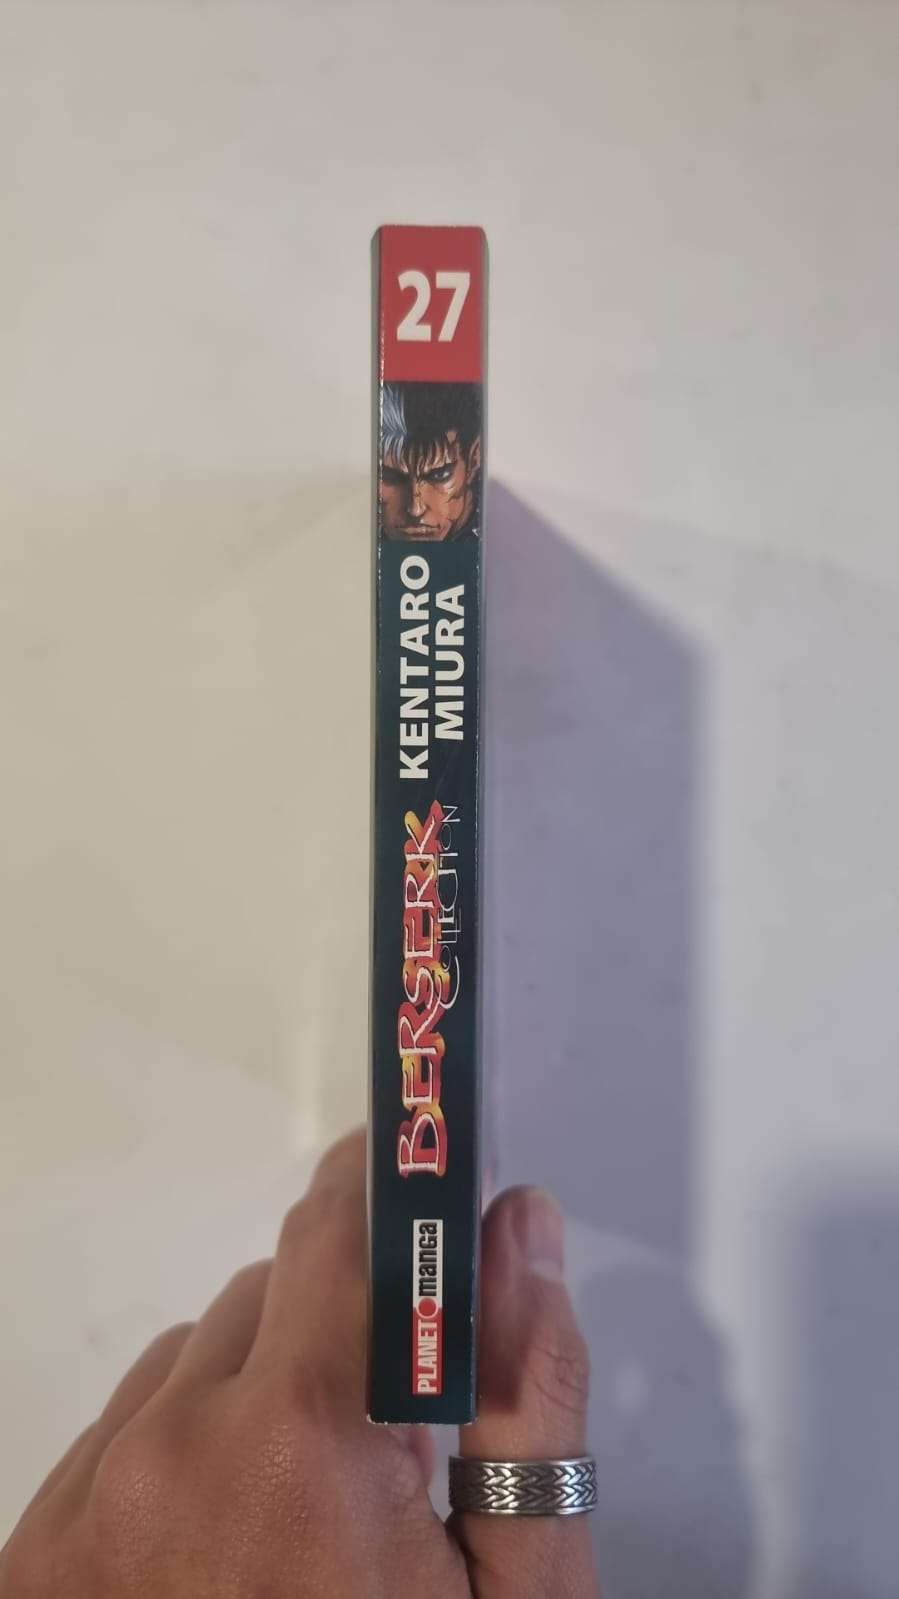 27
KENTARO
MIURA
BERSERK
COLLECTION
PLANET manga